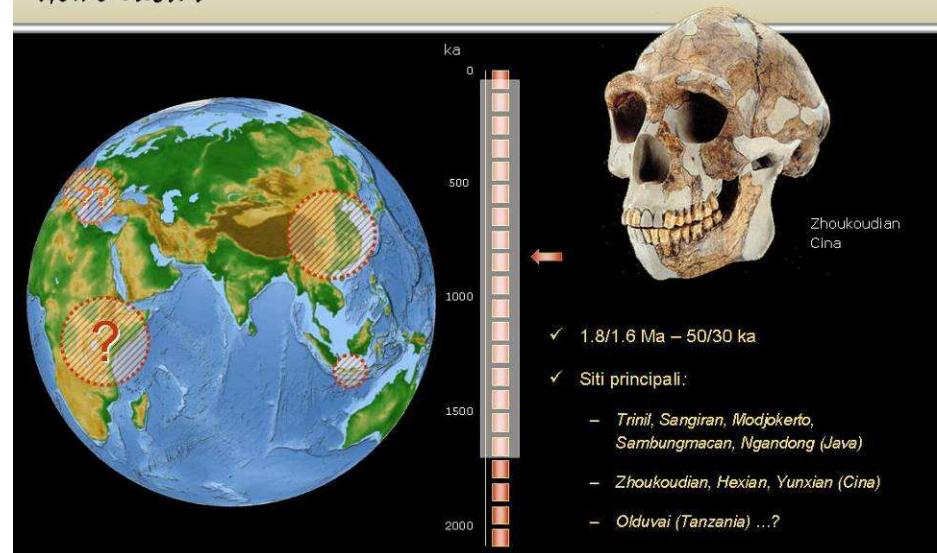 ka
0
500
1000
1500
2000
??
?
Zhoukoudian
Cina
✓ 1.8/1.6 Ma – 50/30 ka
✓ Siti principali:
– Trinil, Sangiran, Modjokerto,
Sambungmacan, Ngandong (Java)
– Zhoukoudian, Hexian, Yunxian (Cina)
– Olduvai (Tanzania) ...?